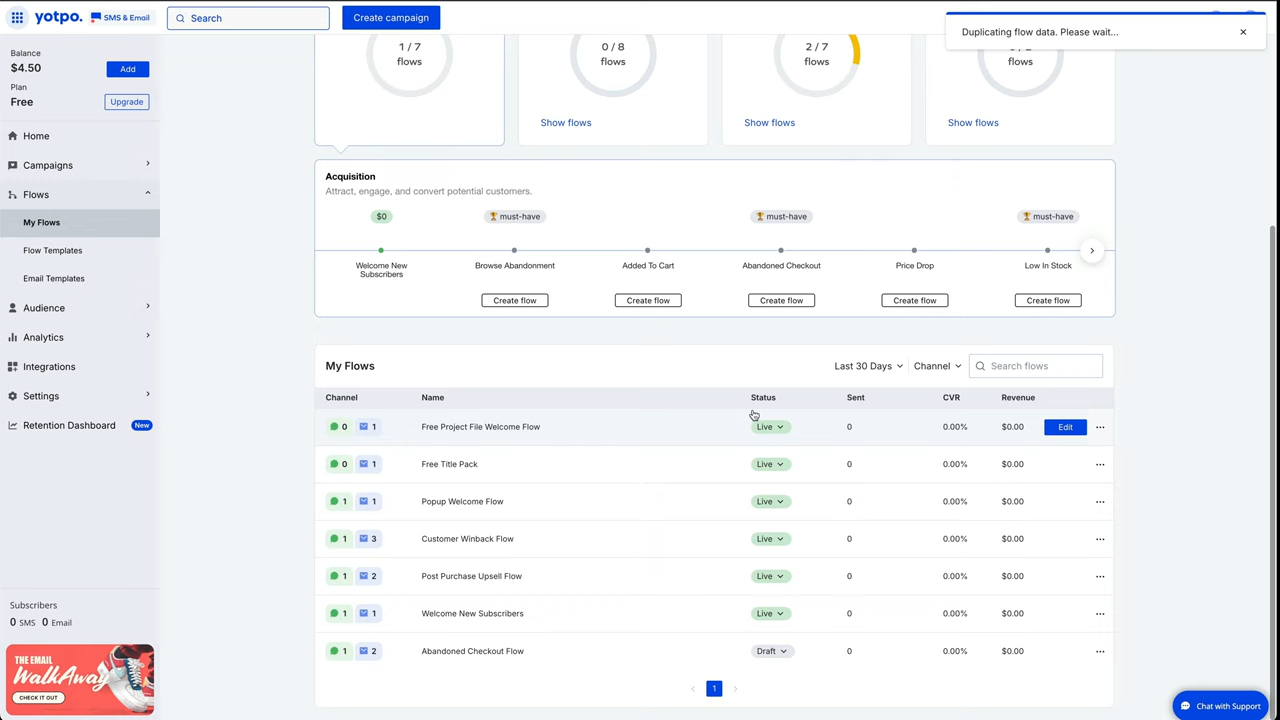 yotpo.
SMS & Email
Search
Create campaign
Duplicating flow data. Please wait...
Balance
$4.50
Add
Plan
Free
Upgrade
Home
Campaigns
Flows
My Flows
Flow Templates
Email Templates
Audience
Analytics
Integrations
Settings
Retention Dashboard
New
Subscribers
0 SMS 0 Email
THE EMAIL
WALKAWAY
CHECK IT OUT
1 / 7
flows
0 / 8
flows
Show flows
2 / 7
flows
Show flows
flows
Show flows
Acquisition
Attract, engage, and convert potential customers.
$0
Welcome New
Subscribers
must-have
Browse Abandonment
Create flow
Added To Cart
Create flow
must-have
Abandoned Checkout
Create flow
Price Drop
Create flow
must-have
Low In Stock
Create flow
My Flows
Last 30 Days
Channel
Search flows
Channel Name Status Sent CVR Revenue
0 1 Free Project File Welcome Flow Live 0 0.00% $0.00 Edit ...
0 1 Free Title Pack Live 0 0.00% $0.00 ...
1 1 Popup Welcome Flow Live 0 0.00% $0.00 ...
1 3 Customer Winback Flow Live 0 0.00% $0.00 ...
1 2 Post Purchase Upsell Flow Live 0 0.00% $0.00 ...
1 1 Welcome New Subscribers Live 0 0.00% $0.00 ...
1 2 Abandoned Checkout Flow Draft 0 0.00% $0.00 ...
1
Chat with Support